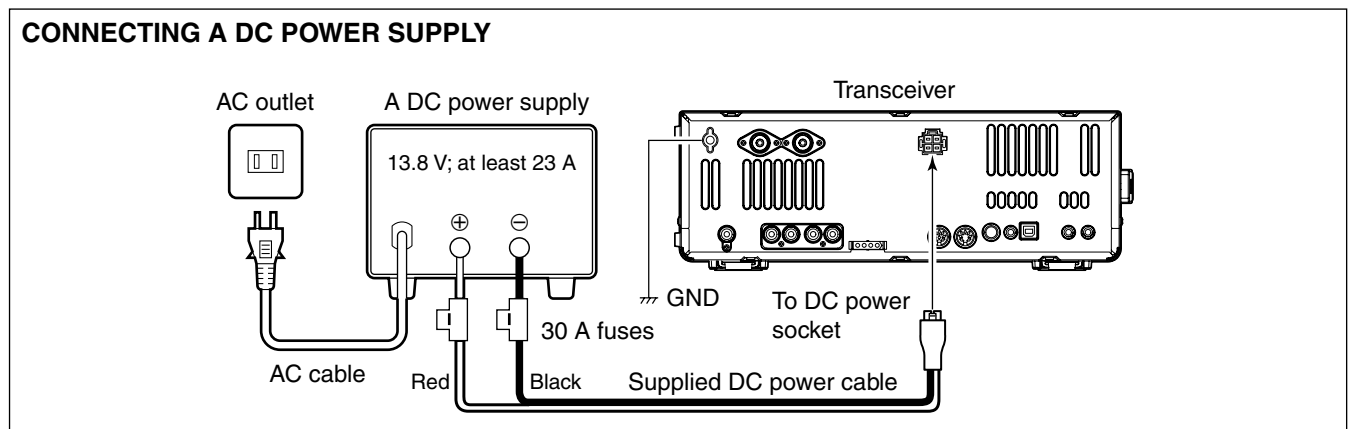 CONNECTING A DC POWER SUPPLY
AC outlet
A DC power supply
Transceiver
13.8 V; at least 23 A
⊕
⊖
GND
To DC power
socket
30 A fuses
AC cable
Red
Black
Supplied DC power cable